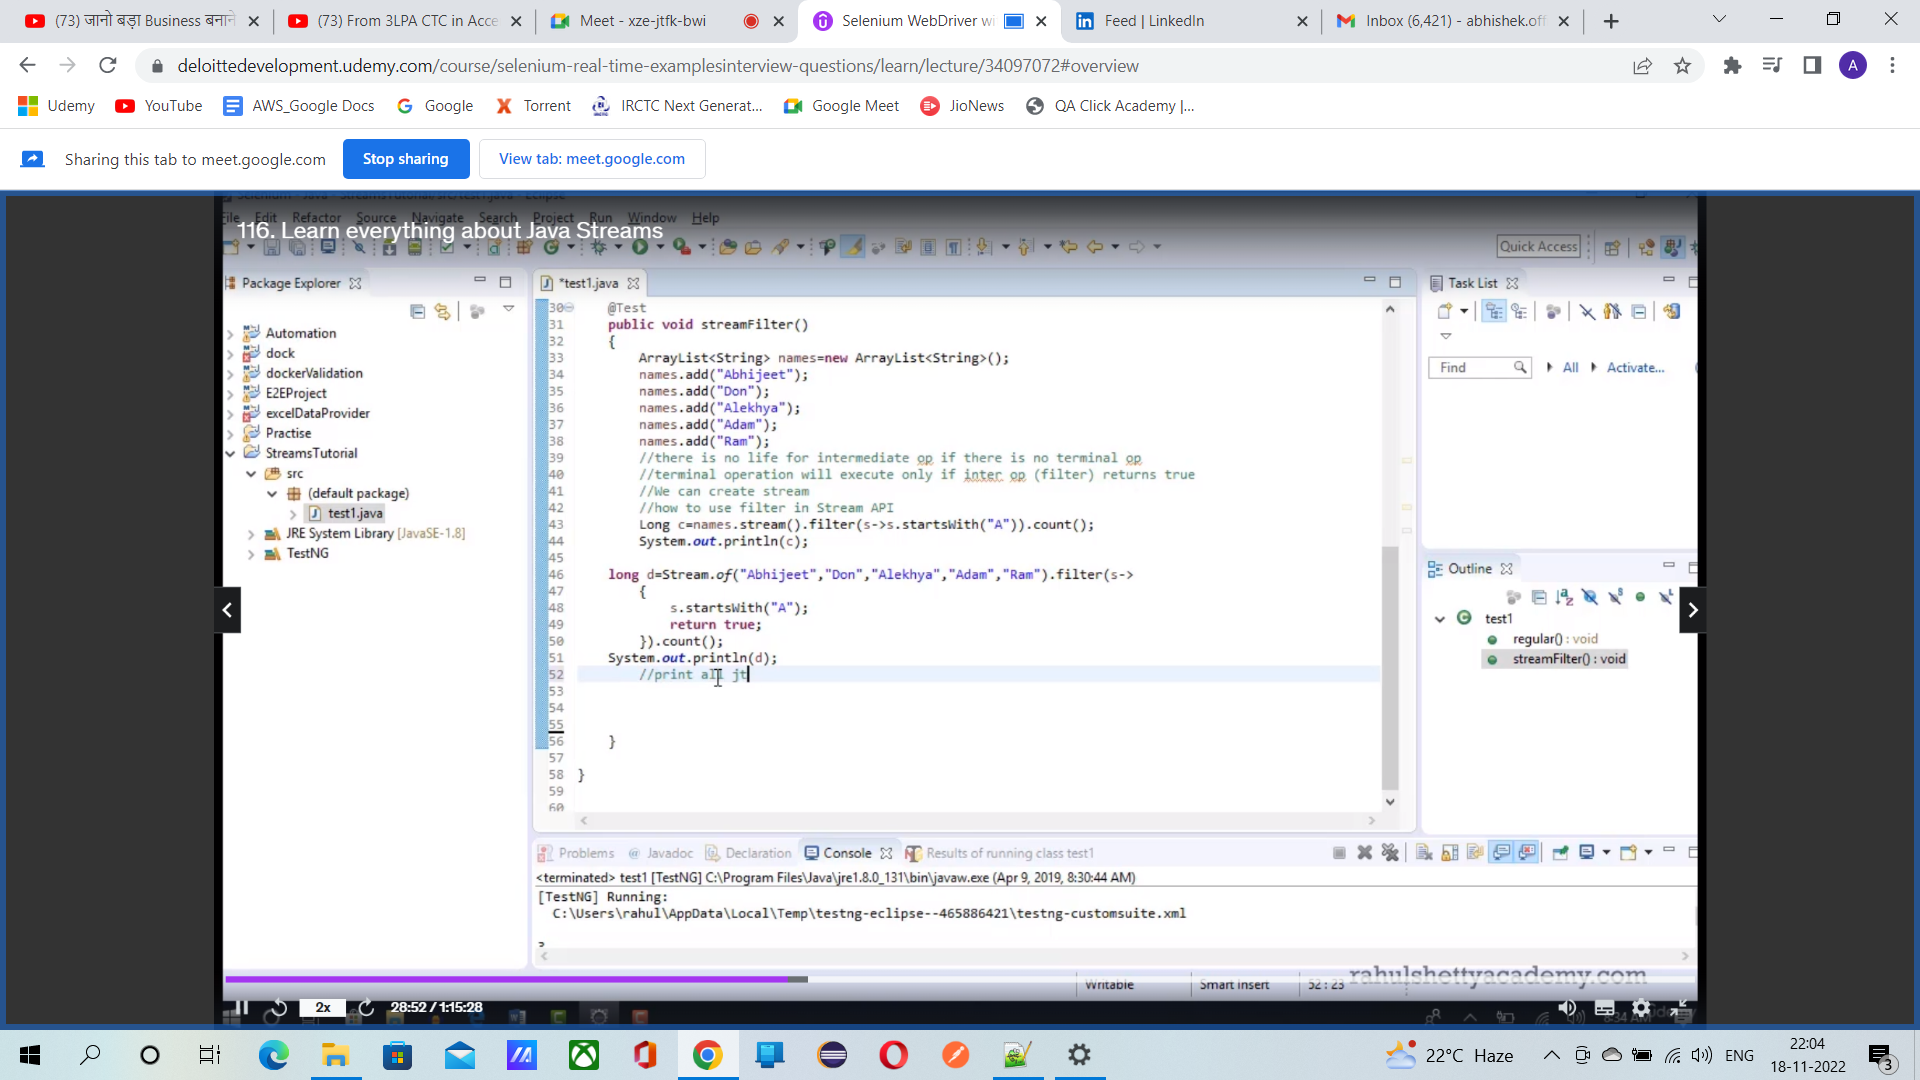 (73) जानो बड़ा Business बनाने
(73) From 3LPA CTC in Acce
Meet - xze-jtfk-bwi
Selenium WebDriver wi
Feed | LinkedIn
Inbox (6,421) - abhishek.off
deloittedevelopment.udemy.com/course/selenium-real-time-examplesinterview-questions/learn/lecture/34097072#overview
A
Udemy
YouTube
AWS_Google Docs
Google
Torrent
IRCTC Next Generat...
Google Meet
JioNews
QA Click Academy |...
Sharing this tab to meet.google.com
Stop sharing
View tab: meet.google.com
File Edit Refactor Source Navigate Search Project Run Window Help
116. Learn everything about Java Streams
Quick Access
Package Explorer
*test1.java
Task List
Automation
dock
dockerValidation
E2EProject
excelDataProvider
Practise
StreamsTutorial
src
(default package)
test1.java
JRE System Library [JavaSE-1.8]
TestNG
30 @Test
31 public void streamFilter()
32 {
33 ArrayList<String> names=new ArrayList<String>();
34 names.add("Abhijeet");
35 names.add("Don");
36 names.add("Alekhya");
37 names.add("Adam");
38 names.add("Ram");
39 //there is no life for intermediate op if there is no terminal op
40 //terminal operation will execute only if inter op (filter) returns true
41 //We can create stream
42 //how to use filter in Stream API
43 Long c=names.stream().filter(s->s.startsWith("A")).count();
44 System.out.println(c);
45
46 long d=Stream.of("Abhijeet","Don","Alekhya","Adam","Ram").filter(s->
47 {
48 s.startsWith("A");
49 return true;
50 }).count();
51 System.out.println(d);
52 //print all jt
53
54
55
56 }
57
58 }
59
60
Find
All
Activate...
Outline
test1
regular() : void
streamFilter() : void
Problems
@ Javadoc
Declaration
Console
Results of running class test1
<terminated> test1 [TestNG] C:\Program Files\Java\jre1.8.0_131\bin\javaw.exe (Apr 9, 2019, 8:30:44 AM)
[TestNG] Running:
C:\Users\rahul\AppData\Local\Temp\testng-eclipse--465886421\testng-customsuite.xml
Writable
Smart insert
52 : 23
rahulshettyacademy.com
2x
28:52 / 1:15:28
22°C Haze
ENG
22:04
18-11-2022
3